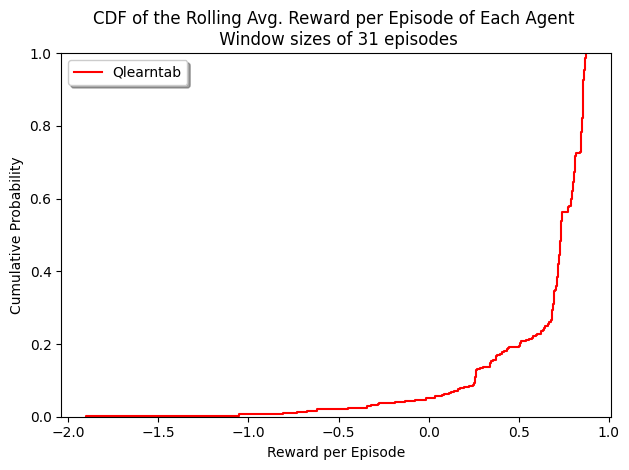 CDF of the Rolling Avg. Reward per Episode of Each Agent
Window sizes of 31 episodes
Qlearntab
1.0
0.8
0.6
0.4
0.2
0.0
Cumulative Probability
−2.0 −1.5 −1.0 −0.5 0.0 0.5 1.0
Reward per Episode